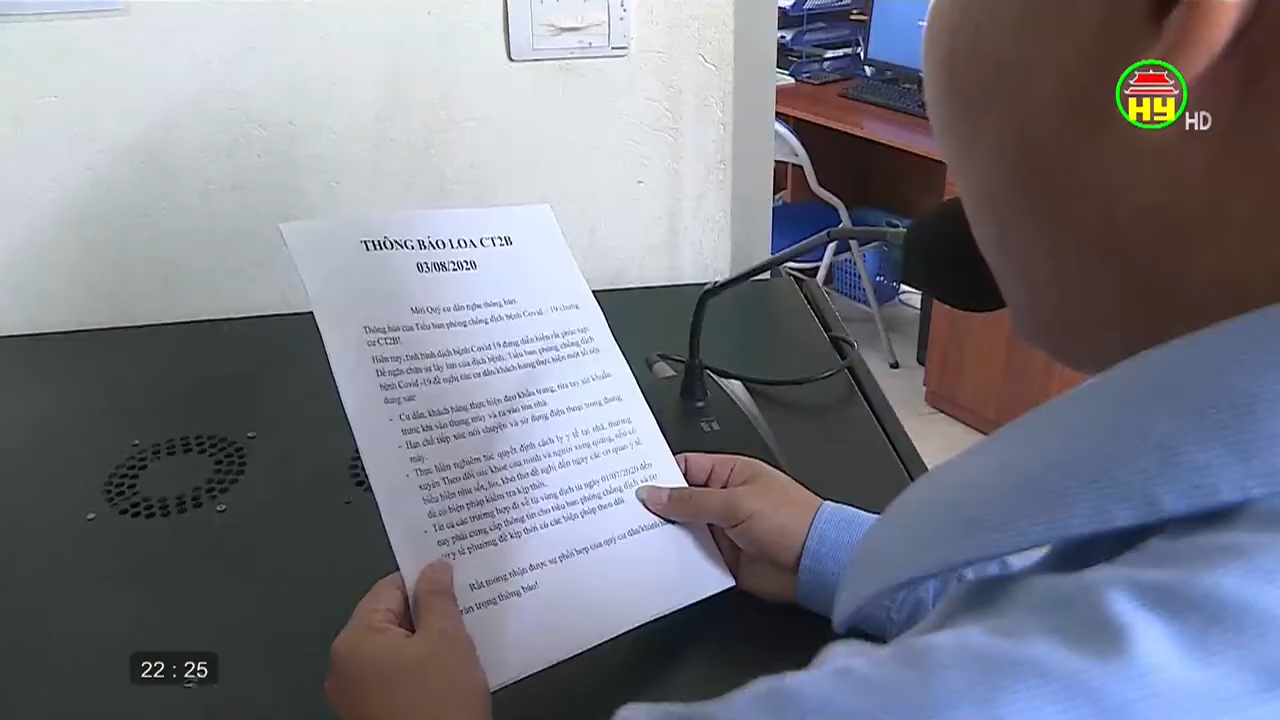 HY HD
THÔNG BÁO LOA CT2B
03/08/2020
Mời Quý cư dân nghe thông báo.
Thông báo của Tiểu ban phòng chống dịch bệnh Covid – 19 chung
cư CT2B!
Hiện nay, tình hình dịch bệnh Covid 19 đang diễn biến rất phức tạp.
Để ngăn chặn sự lây lan của dịch bệnh, Tiểu ban phòng chống dịch
bệnh Covid -19 đề nghị các cư dân/khách hàng thực hiện một số nội
dung sau:
- Cư dân, khách hàng thực hiện đeo khẩu trang, rửa tay sát khuẩn
trước khi vào thang máy và ra vào tòa nhà.
- Hạn chế tiếp xúc nói chuyện và sử dụng điện thoại trong thang
máy.
- Thực hiện nghiêm túc quyết định cách ly y tế tại nhà, thường
xuyên Theo dõi sức khỏe của mình và người xung quang, nếu có
biểu hiện như sốt, ho, khó thở đề nghị đến ngay các cơ quan y tế
để có biện pháp kiểm tra kịp thời.
- Tất cả các trường hợp đi về từ vùng dịch từ ngày 01/07/2020 đến
nay phải cung cấp thông tin cho tiểu ban phòng chống dịch và cơ
y tế phường để kịp thời có các biện pháp theo dõi.
Rất mong nhận được sự phối hợp của quý cư dân/khách
trân trọng thông báo!
22 : 25